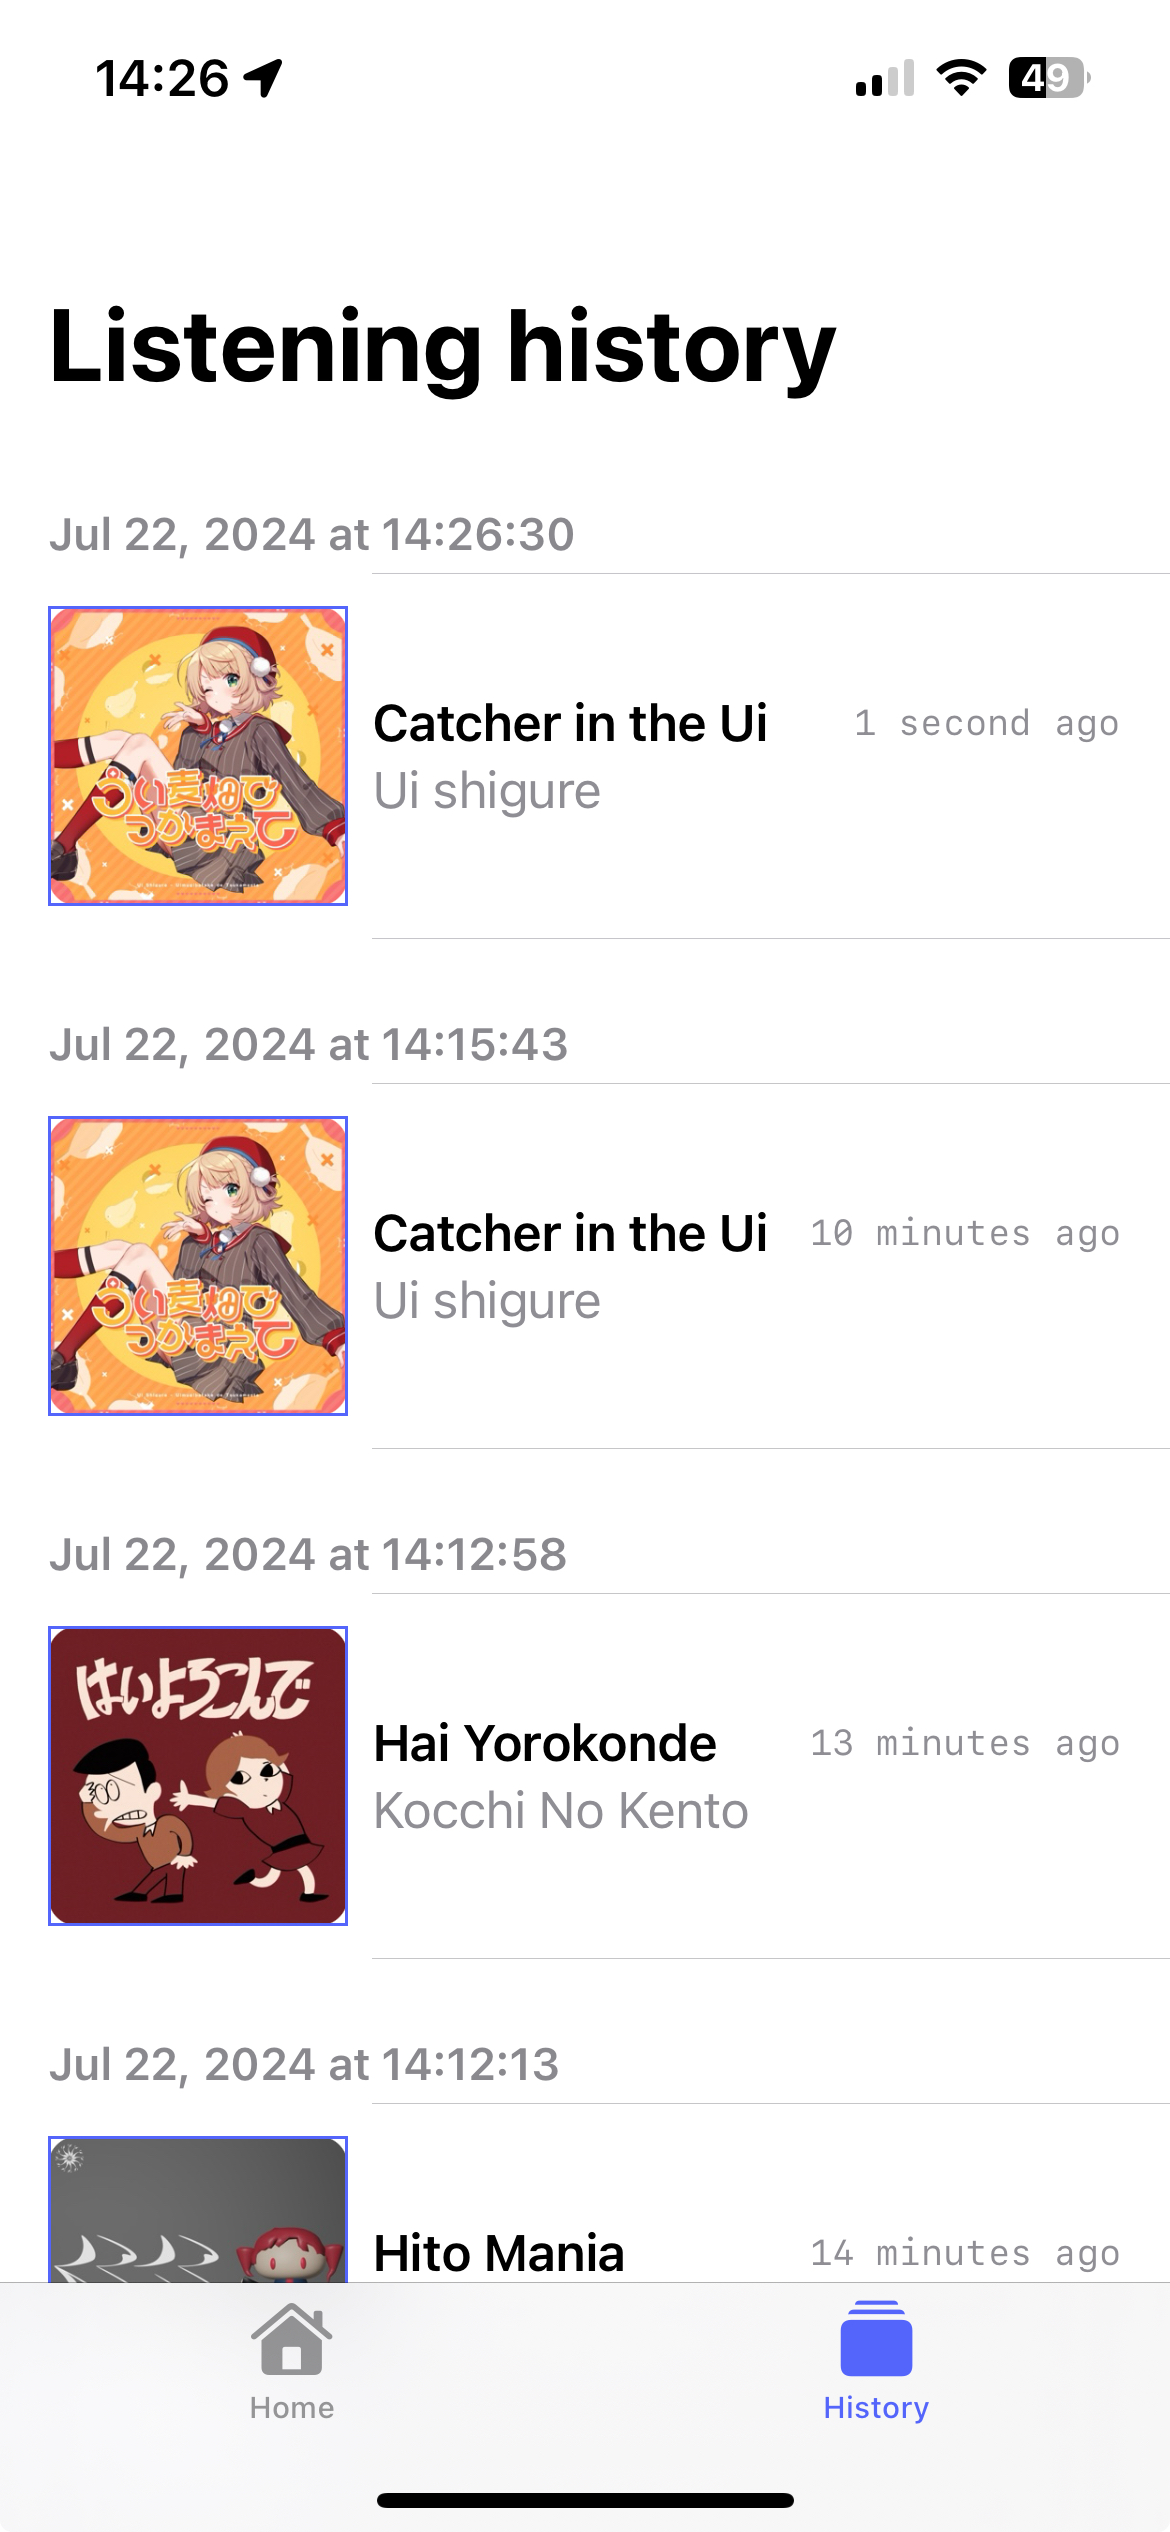 14:26
49
Listening history
Jul 22, 2024 at 14:26:30
うい麦畑で
つかまえて
Catcher in the Ui
1 second ago
Ui shigure
Jul 22, 2024 at 14:15:43
うい麦畑で
つかまえて
Catcher in the Ui
10 minutes ago
Ui shigure
Jul 22, 2024 at 14:12:58
はいよろこんで
Hai Yorokonde
13 minutes ago
Kocchi No Kento
Jul 22, 2024 at 14:12:13
Hito Mania
14 minutes ago
Home
History